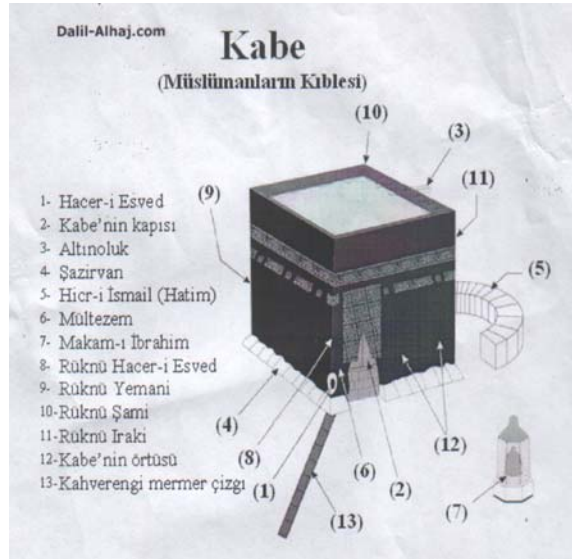 Dalil-Alhaj.com
Kabe
(Müslümanların Kıblesi)
1- Hacer-i Esved
2- Kabe'nin kapısı
3- Altınoluk
4- Şazirvan
5- Hicr-i İsmail (Hatim)
6- Mültezem
7- Makam-ı İbrahim
8- Rüknü Hacer-i Esved
9- Rüknü Yemani
10-Rüknü Şami
11-Rüknü Iraki
12-Kabe'nin örtüsü
13-Kahverengi mermer çizgı
(10)
(3)
(9)
(11)
(5)
(4)
(8)
(12)
(6)
(1)
(2)
(7)
(13)